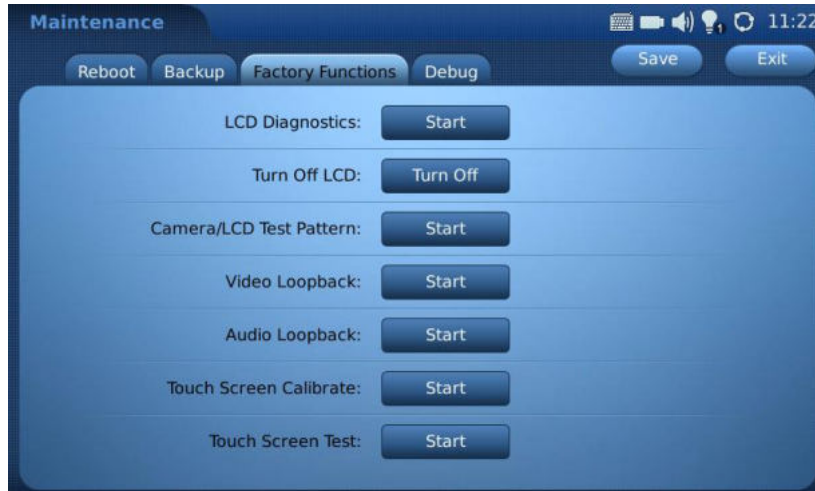 Maintenance 1 11:22
Reboot Backup Factory Functions Debug Save Exit
LCD Diagnostics: Start
Turn Off LCD: Turn Off
Camera/LCD Test Pattern: Start
Video Loopback: Start
Audio Loopback: Start
Touch Screen Calibrate: Start
Touch Screen Test: Start